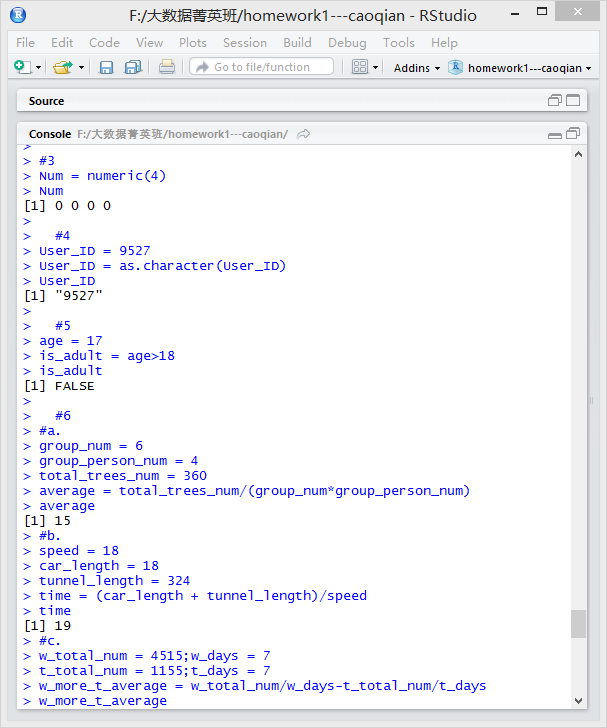 F:/大数据菁英班/homework1---caoqian - RStudio
File Edit Code View Plots Session Build Debug Tools Help
Go to file/function Addins homework1---caoqian
Source
Console F:/大数据菁英班/homework1---caoqian/
>
> #3
> Num = numeric(4)
> Num
[1] 0 0 0 0
>
>   #4
> User_ID = 9527
> User_ID = as.character(User_ID)
> User_ID
[1] "9527"
>
>   #5
> age = 17
> is_adult = age>18
> is_adult
[1] FALSE
>
>   #6
> #a.
> group_num = 6
> group_person_num = 4
> total_trees_num = 360
> average = total_trees_num/(group_num*group_person_num)
> average
[1] 15
> #b.
> speed = 18
> car_length = 18
> tunnel_length = 324
> time = (car_length + tunnel_length)/speed
> time
[1] 19
> #c.
> w_total_num = 4515;w_days = 7
> t_total_num = 1155;t_days = 7
> w_more_t_average = w_total_num/w_days-t_total_num/t_days
> w_more_t_average